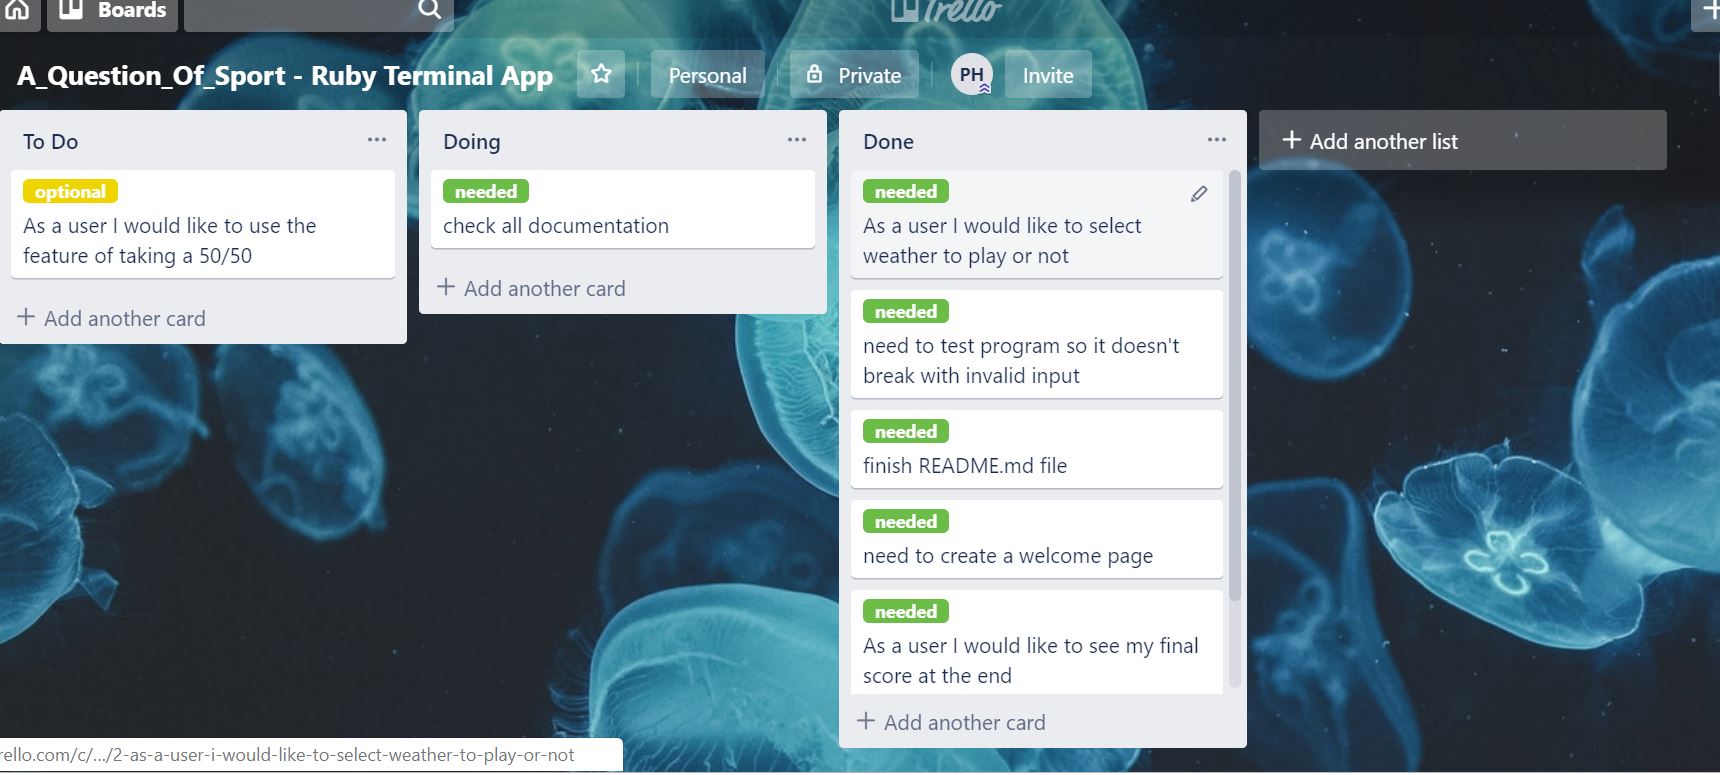 Boards
Trello
A_Question_Of_Sport - Ruby Terminal App
Personal
Private
PH
Invite
To Do
optional
As a user I would like to use the
feature of taking a 50/50
Add another card
Doing
needed
check all documentation
Add another card
Done
needed
As a user I would like to select
weather to play or not
needed
need to test program so it doesn't
break with invalid input
needed
finish README.md file
needed
need to create a welcome page
needed
As a user I would like to see my final
score at the end
Add another card
Add another list
rello.com/c/.../2-as-a-user-i-would-like-to-select-weather-to-play-or-not